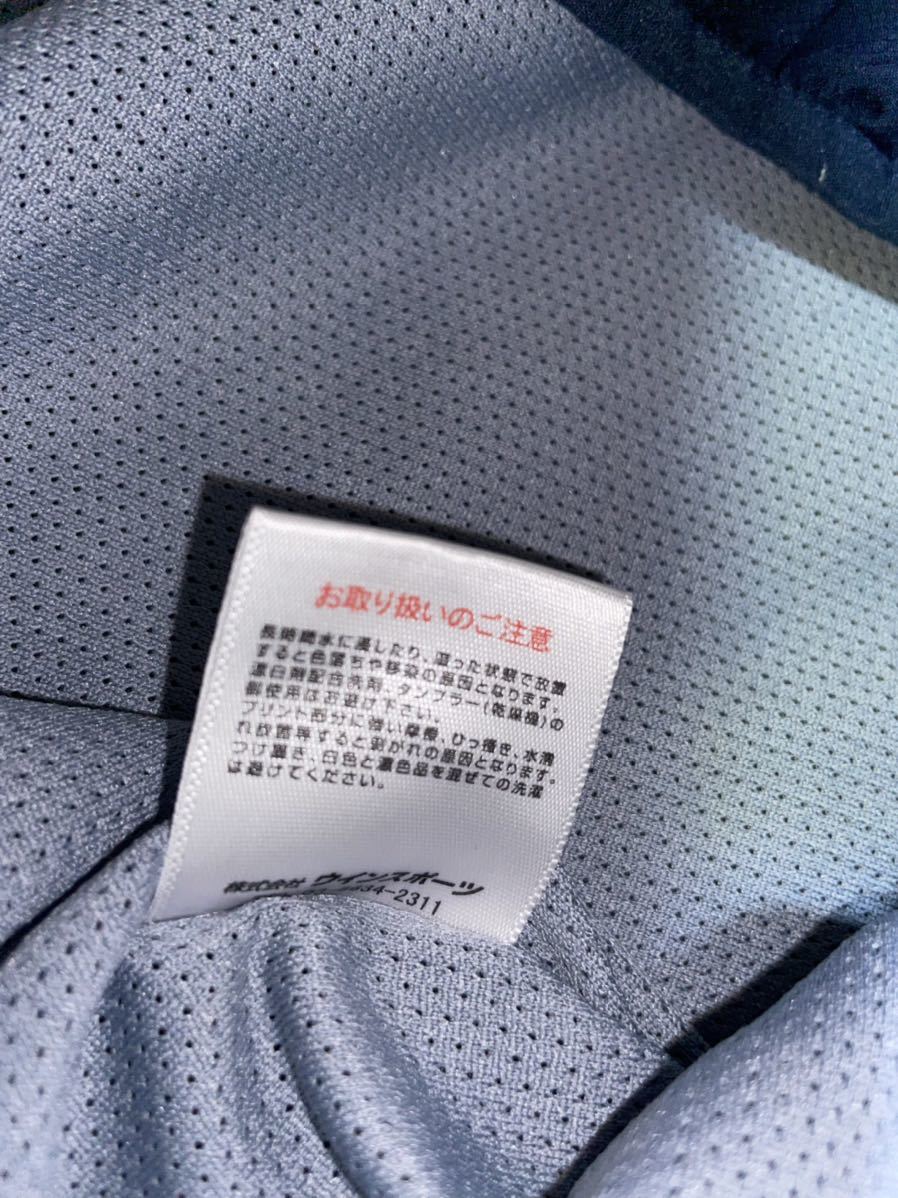 お取り扱いのご注意
長時間水に浸したり、湿った状態で放置
すると色落ちや移染の原因となります。
漂白剤配合洗剤、タンブラー(乾燥機)の
御使用はお避け下さい。
プリント部分に強い摩擦、ひっ掻き、水濡
れ放置等すると剥がれの原因となります。
つけ置き、白色と濃色品を混ぜての洗濯
は避けてください。
株式会社 ウインスポーツ
34-2311